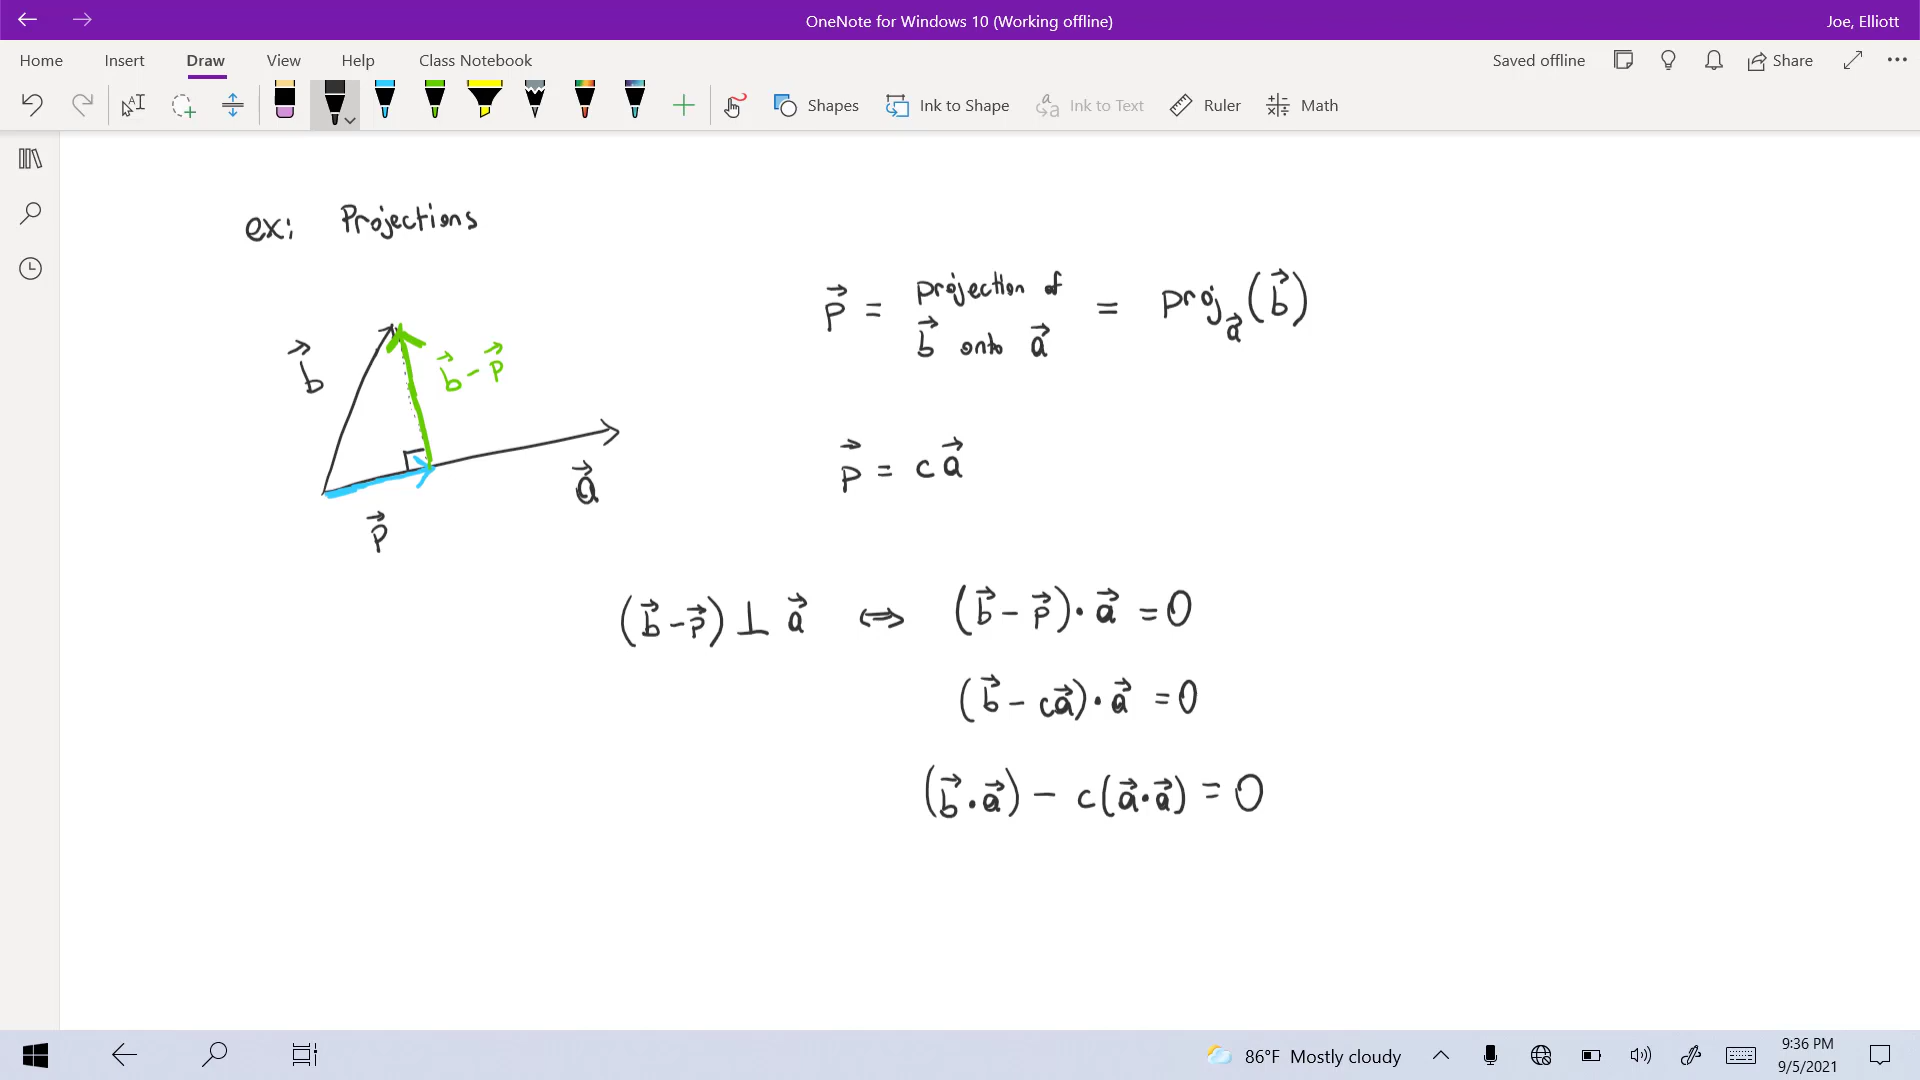 OneNote for Windows 10 (Working offline)
Joe, Elliott
Home Insert Draw View Help Class Notebook
Saved offline
Share
Shapes Ink to Shape Ink to Text Ruler Math
ex: Projections
p⃗ = projection of b⃗ onto a⃗ = proj_a⃗ (b⃗)
b⃗
b⃗ - p⃗
a⃗
p⃗
p⃗ = c a⃗
(b⃗ - p⃗) ⊥ a⃗ ⇔ (b⃗ - p⃗) · a⃗ = 0
(b⃗ - ca⃗) · a⃗ = 0
(b⃗ · a⃗) - c(a⃗ · a⃗) = 0
86°F Mostly cloudy
9:36 PM
9/5/2021